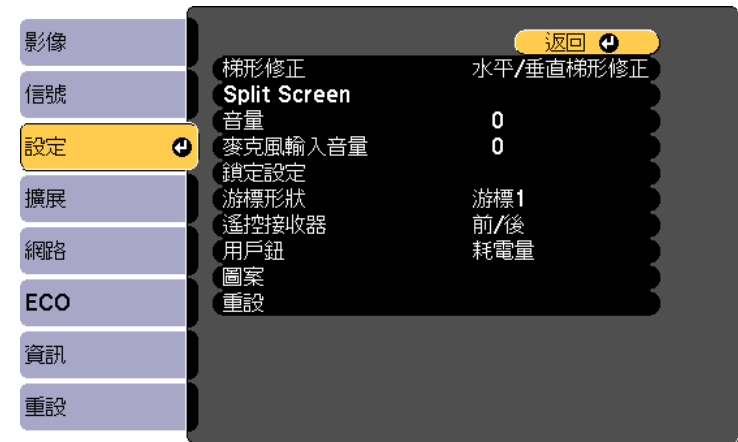 影像
信號
設定
擴展
網路
ECO
資訊
重設
返回
梯形修正 水平/垂直梯形修正
Split Screen
音量 0
麥克風輸入音量 0
鎖定設定
游標形狀 游標1
遙控接收器 前/後
用戶鈕 耗電量
圖案
重設